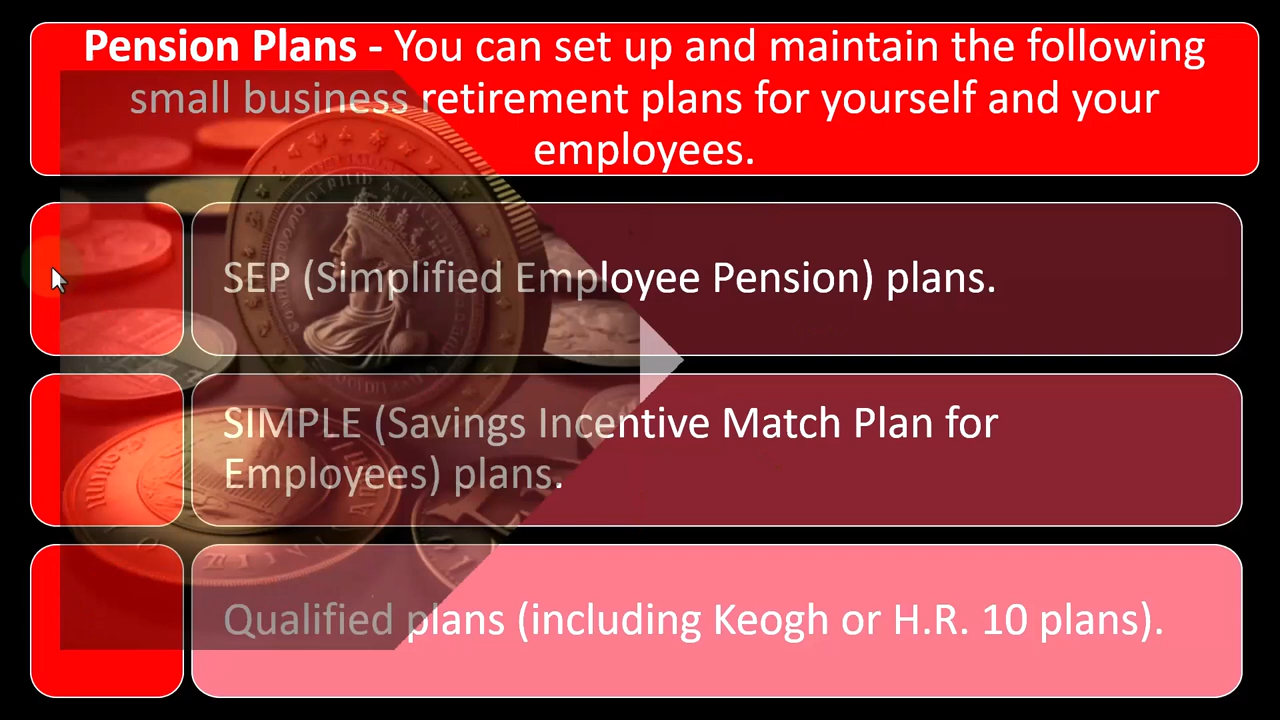 Pension Plans - You can set up and maintain the following
small business retirement plans for yourself and your
employees.
SEP (Simplified Employee Pension) plans.
SIMPLE (Savings Incentive Match Plan for
Employees) plans.
Qualified plans (including Keogh or H.R. 10 plans).